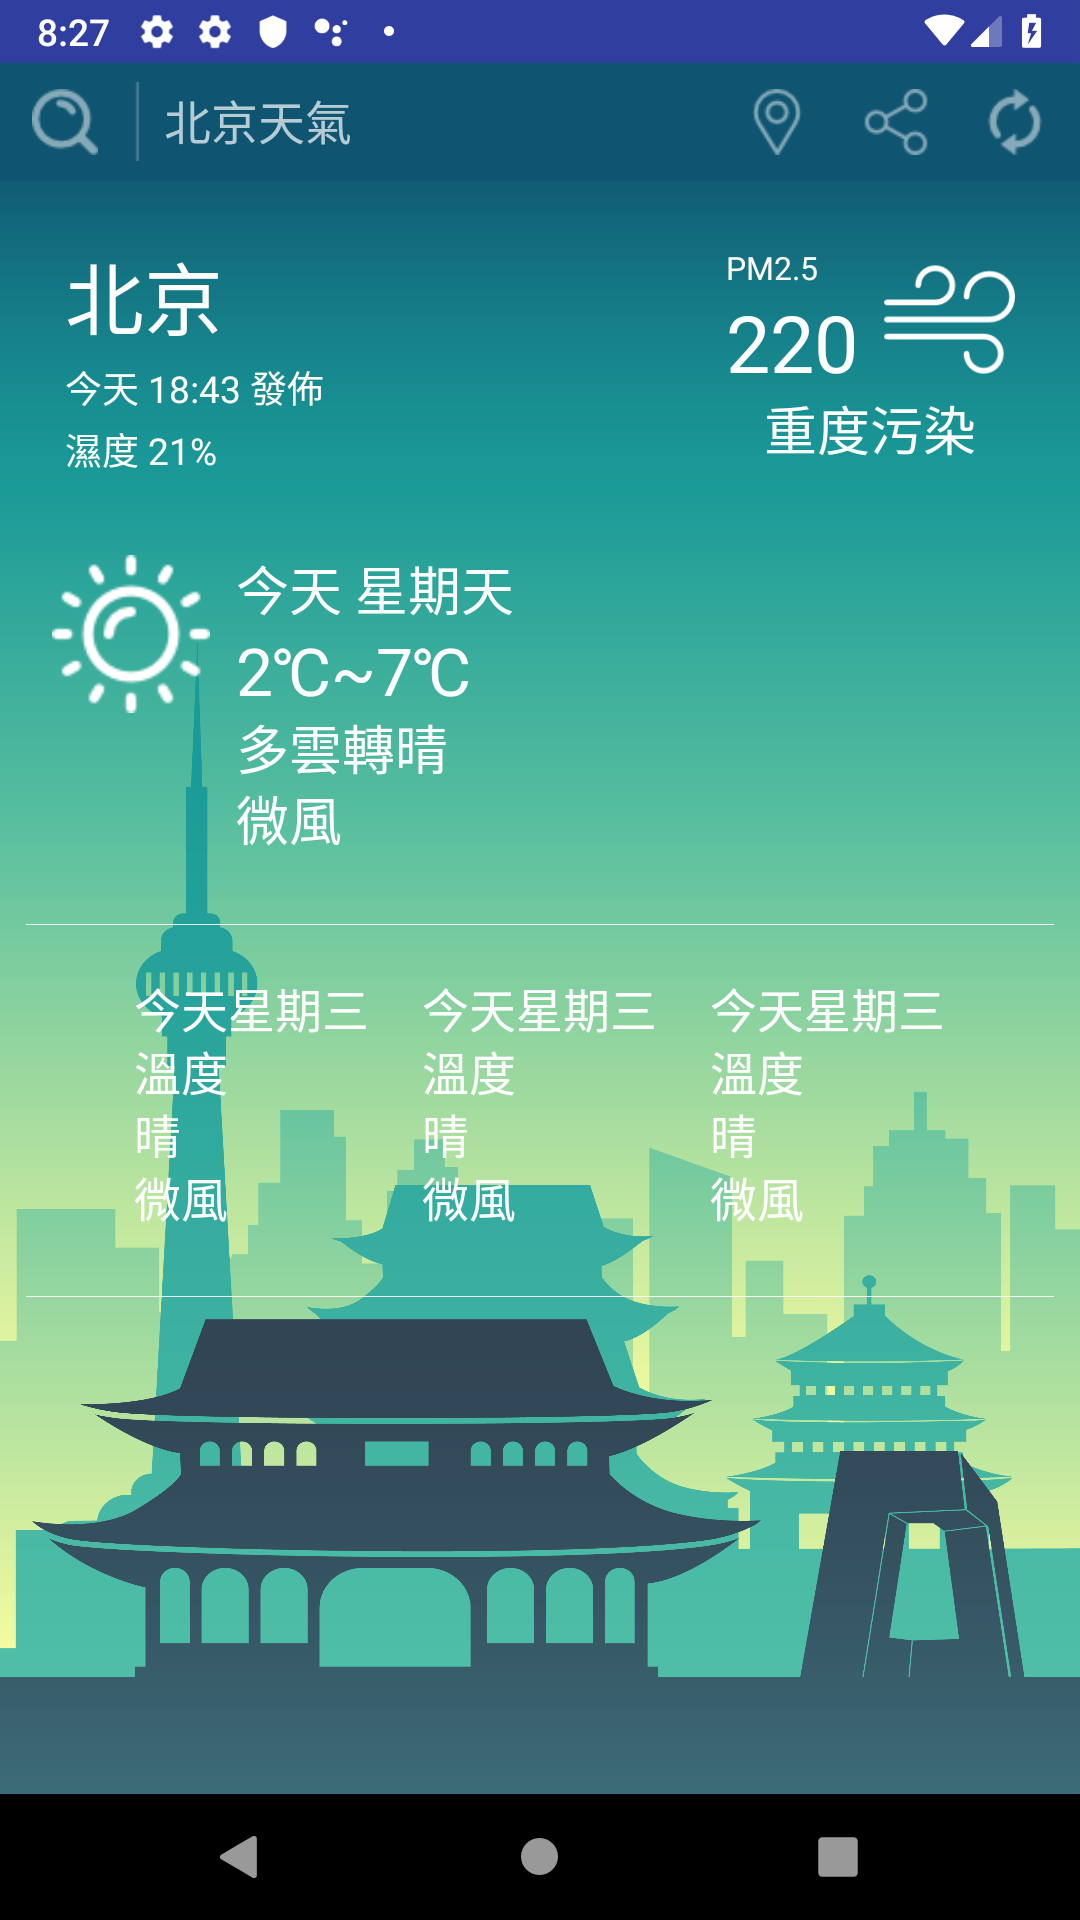 8:27
北京天氣
北京
今天 18:43 發佈
濕度 21%
PM2.5
220
重度污染
今天 星期天
2℃~7℃
多雲轉晴
微風
今天星期三
溫度
晴
微風
今天星期三
溫度
晴
微風
今天星期三
溫度
晴
微風